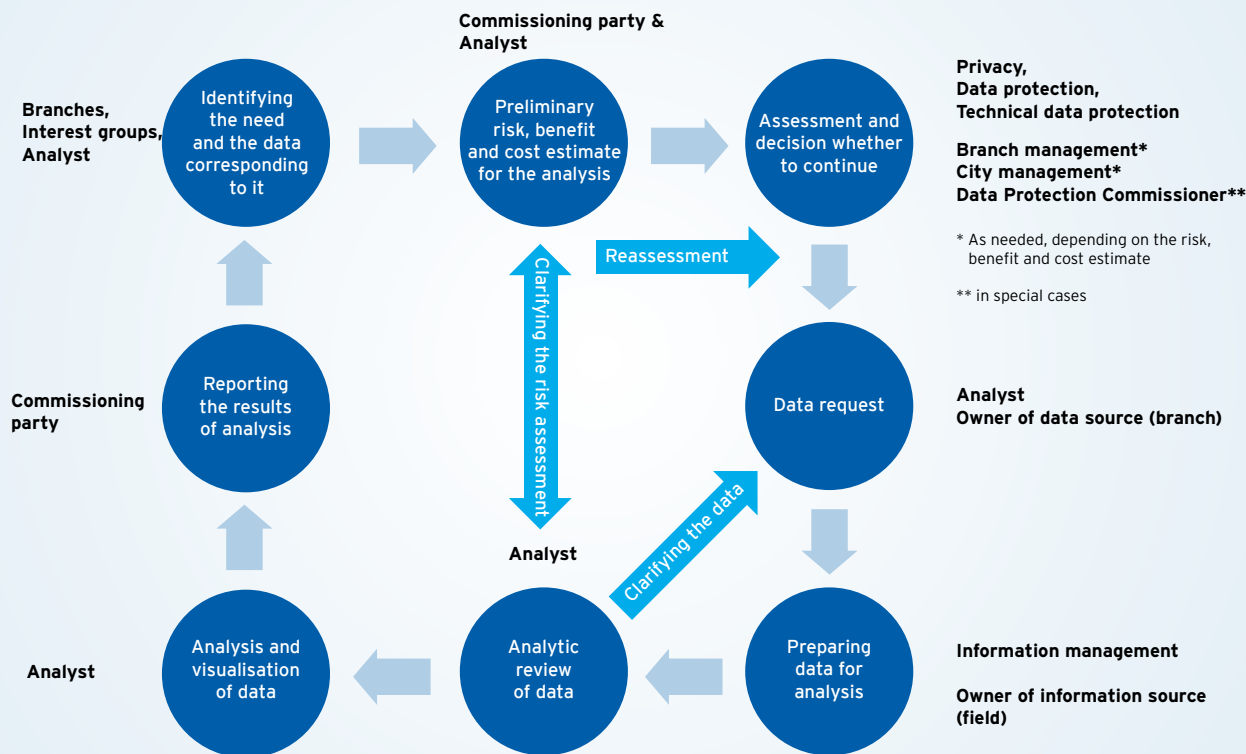 Commissioning party &
Analyst
Branches,
Interest groups,
Analyst
Identifying
the need
and the data
corresponding
to it
Preliminary
risk, benefit
and cost estimate
for the analysis
Assessment and
decision whether
to continue
Privacy,
Data protection,
Technical data protection
Branch management*
City management*
Data Protection Commissioner**
* As needed, depending on the risk,
benefit and cost estimate
** in special cases
Reassessment
Clarifying the risk assessment
Commissioning
party
Reporting
the results
of analysis
Data request
Analyst
Owner of data source (branch)
Clarifying the data
Analyst
Analyst
Analysis and
visualisation
of data
Analytic
review
of data
Preparing
data for
analysis
Information management
Owner of information source
(field)